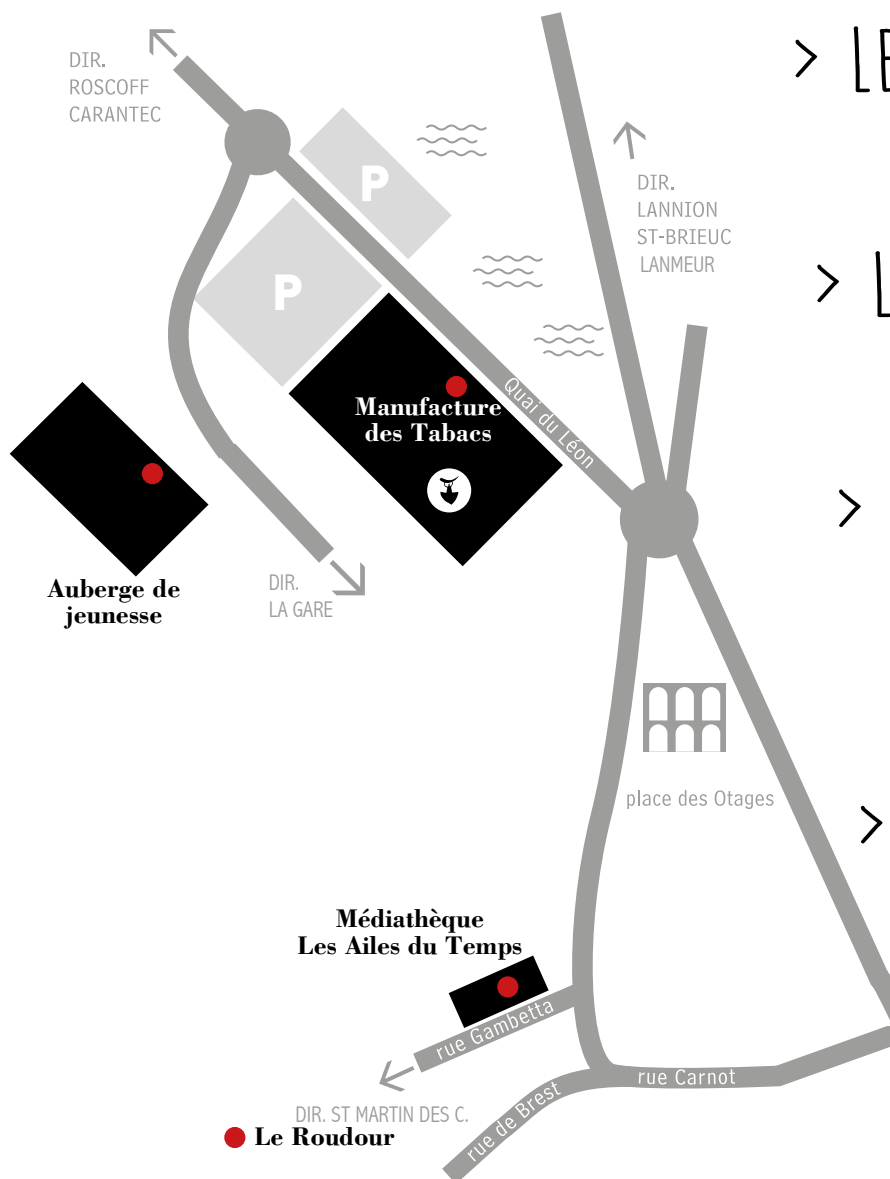 DIR.
ROSCOFF
CARANTEC
P
P
DIR.
LANNION
ST-BRIEUC
LANMEUR
Quai du Léon
Manufacture
des Tabacs
Auberge de
jeunesse
DIR.
LA GARE
place des Otages
Médiathèque
Les Ailes du Temps
rue Gambetta
rue Carnot
rue de Brest
DIR. ST MARTIN DES C.
Le Roudour